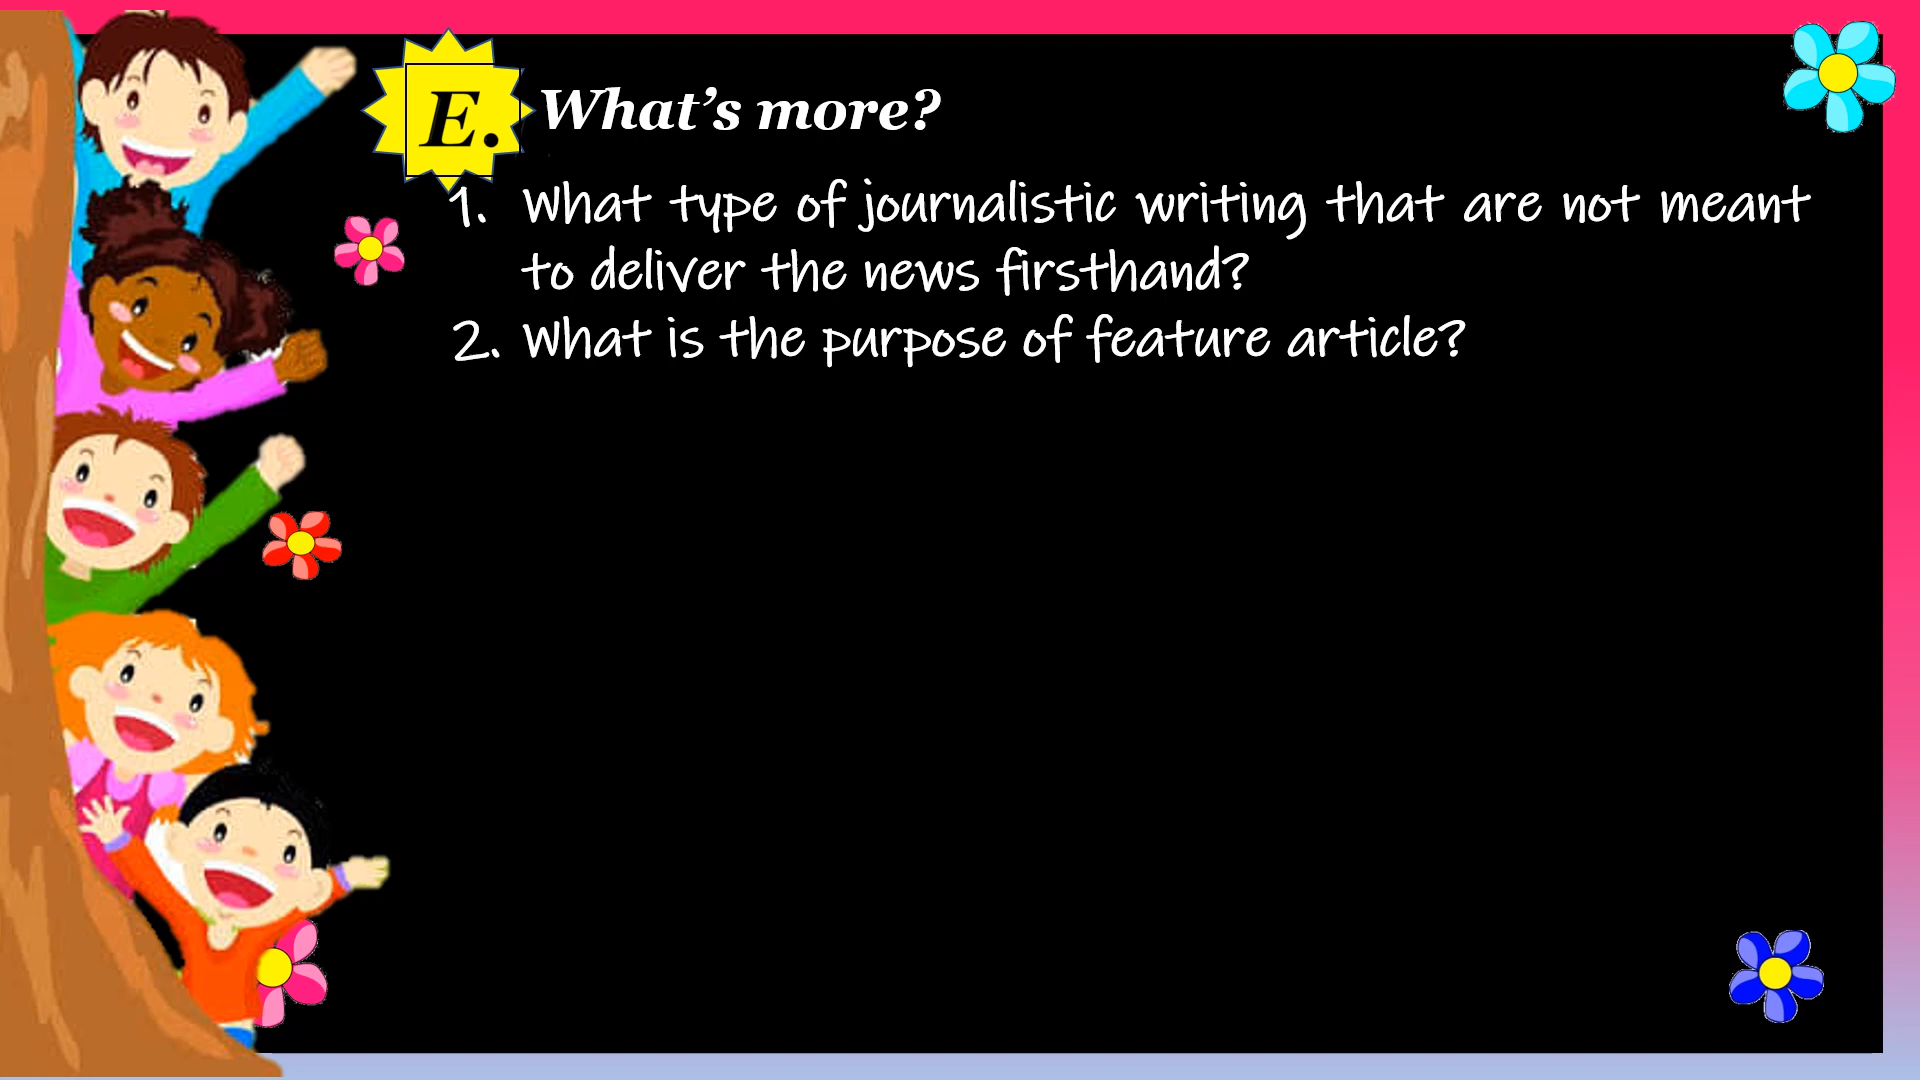 E. What’s more?
1. What type of journalistic writing that are not meant
to deliver the news firsthand?
2. What is the purpose of feature article?